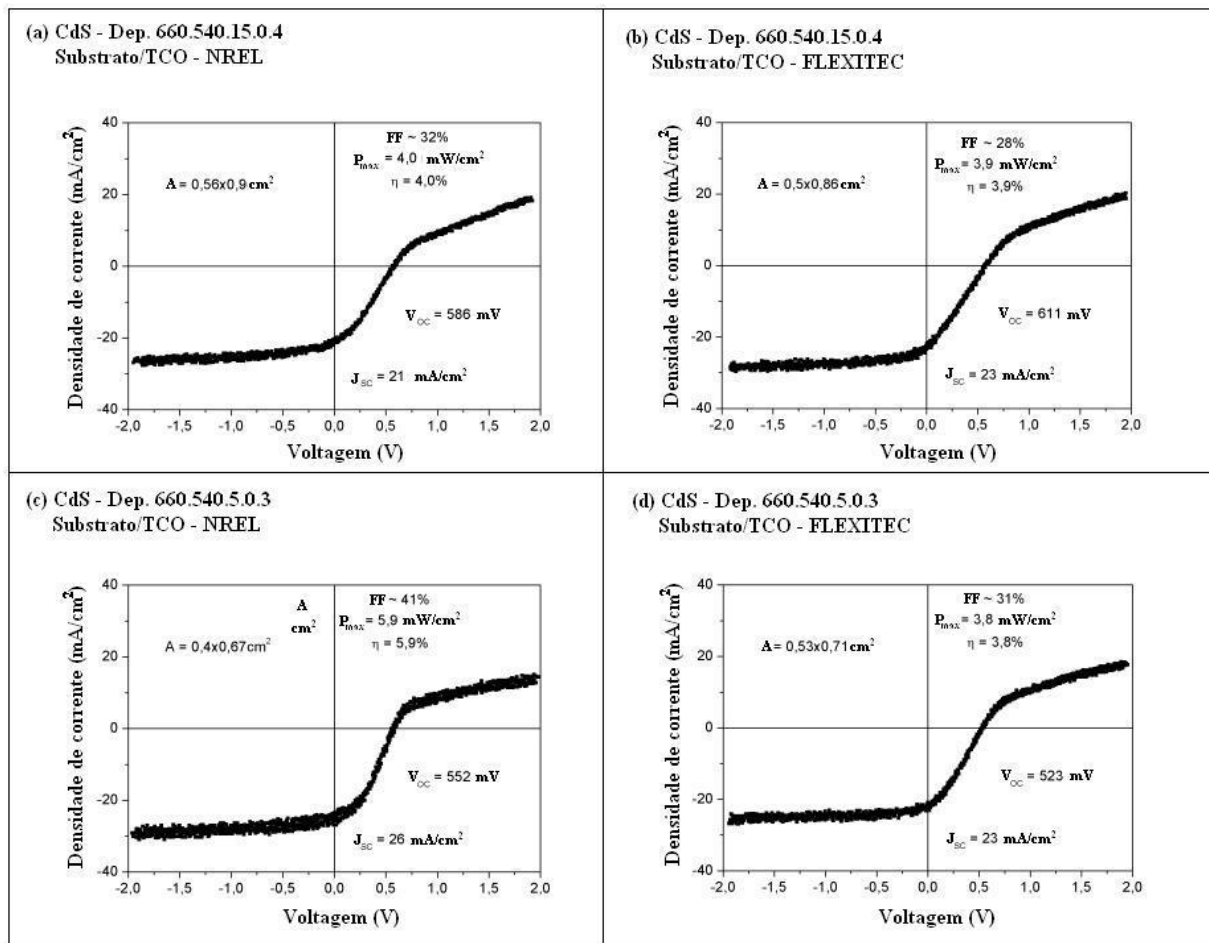 (a) CdS - Dep. 660.540.15.0.4
Substrato/TCO - NREL
Densidade de corrente (mA/cm²)
40
20
0
-20
-40
FF ~ 32%
Pmax = 4,0 mW/cm²
η = 4,0%
A = 0,56x0,9 cm²
VOC = 586 mV
JSC = 21 mA/cm²
-2,0 -1,5 -1,0 -0,5 0,0 0,5 1,0 1,5 2,0
Voltagem (V)
(b) CdS - Dep. 660.540.15.0.4
Substrato/TCO - FLEXITEC
Densidade de corrente (mA/cm²)
40
20
0
-20
-40
FF ~ 28%
Pmax = 3,9 mW/cm²
η = 3,9%
A = 0,5x0,86 cm²
VOC = 611 mV
JSC = 23 mA/cm²
-2,0 -1,5 -1,0 -0,5 0,0 0,5 1,0 1,5 2,0
Voltagem (V)
(c) CdS - Dep. 660.540.5.0.3
Substrato/TCO - NREL
Densidade de corrente (mA/cm²)
40
20
0
-20
-40
A
cm²
FF ~ 41%
Pmax = 5,9 mW/cm²
η = 5,9%
A = 0,4x0,67cm²
VOC = 552 mV
JSC = 26 mA/cm²
-2,0 -1,5 -1,0 -0,5 0,0 0,5 1,0 1,5 2,0
Voltagem (V)
(d) CdS - Dep. 660.540.5.0.3
Substrato/TCO - FLEXITEC
Densidade de corrente (mA/cm²)
40
20
0
-20
-40
FF ~ 31%
Pmax = 3,8 mW/cm²
η = 3,8%
A = 0,53x0,71 cm²
VOC = 523 mV
JSC = 23 mA/cm²
-2,0 -1,5 -1,0 -0,5 0,0 0,5 1,0 1,5 2,0
Voltagem (V)